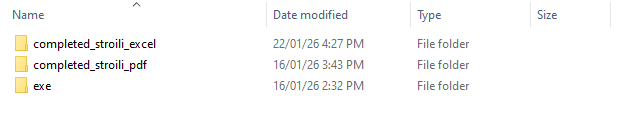 Name Date modified Type Size
completed_stroili_excel 22/01/26 4:27 PM File folder
completed_stroili_pdf 16/01/26 3:43 PM File folder
exe 16/01/26 2:32 PM File folder